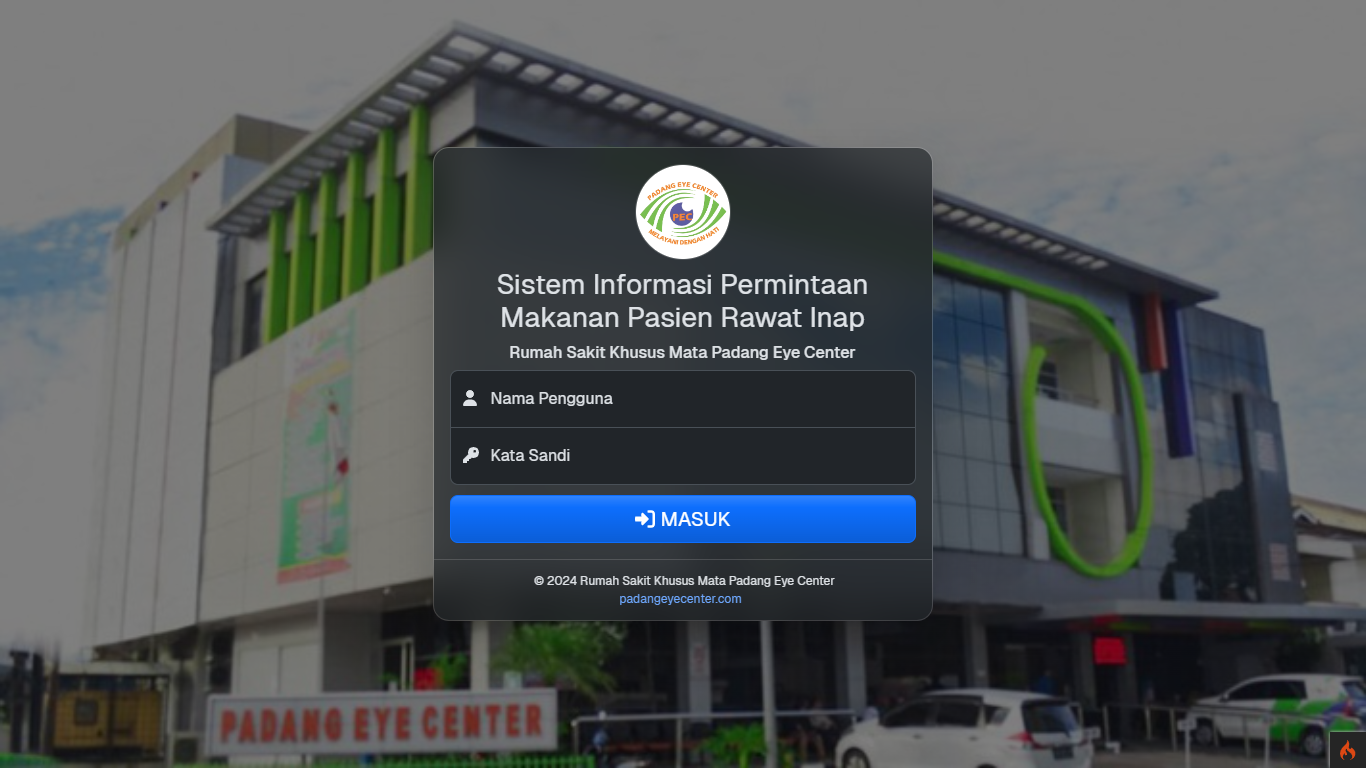 PADANG EYE CENTER
PEC
MELAYANI DENGAN HATI
Sistem Informasi Permintaan
Makanan Pasien Rawat Inap
Rumah Sakit Khusus Mata Padang Eye Center
Nama Pengguna
Kata Sandi
MASUK
© 2024 Rumah Sakit Khusus Mata Padang Eye Center
padangeyecenter.com
PADANG EYE CENTER